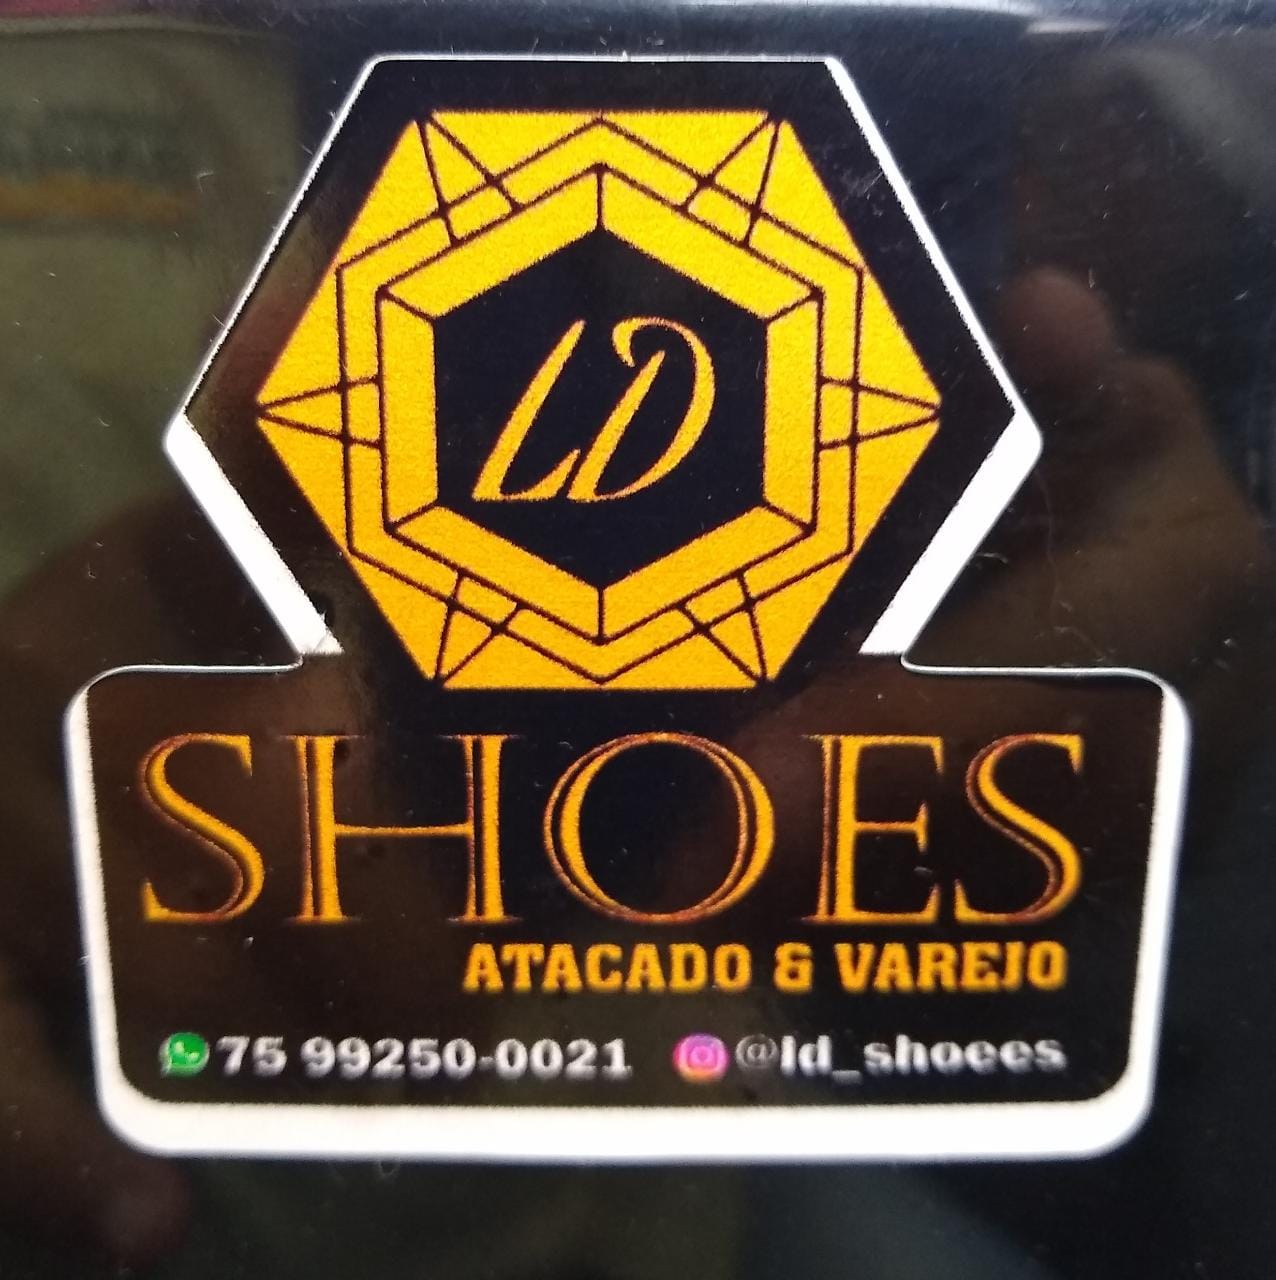 LD
SHOES
ATACADO & VAREJO
75 99250-0021 @ld_shoees